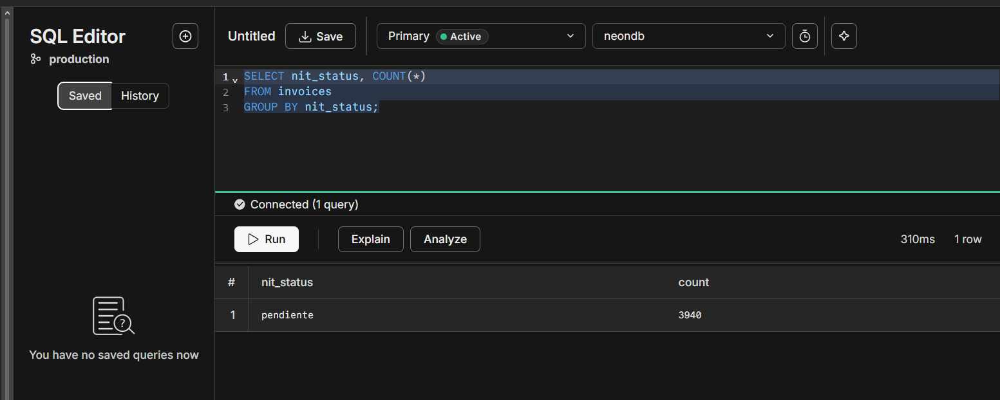 SQL Editor
production
Saved
History
You have no saved queries now
Untitled
Save
Primary
Active
neondb
1 SELECT nit_status, COUNT(*)
2 FROM invoices
3 GROUP BY nit_status;
Connected (1 query)
Run
Explain
Analyze
310ms
1 row
# nit_status count
1 pendiente 3940